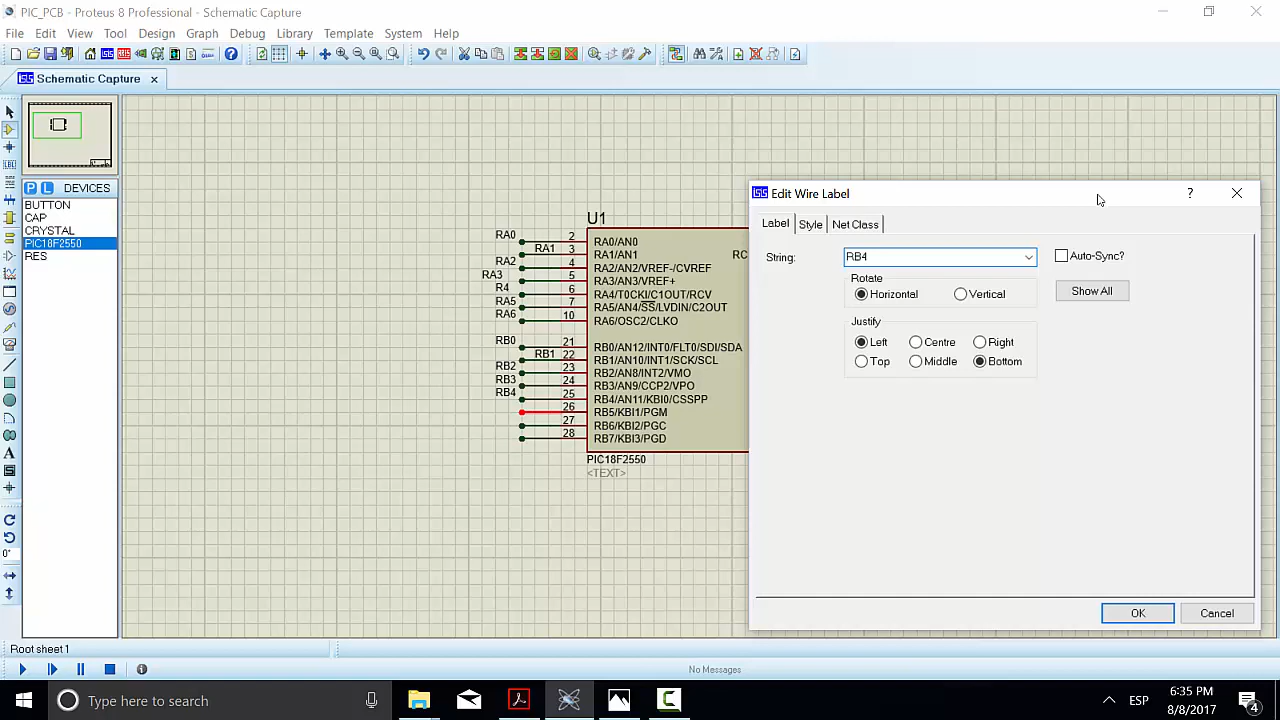 PIC_PCB - Proteus 8 Professional - Schematic Capture
File Edit View Tool Design Graph Debug Library Template System Help
Schematic Capture
P L DEVICES
BUTTON
CAP
CRYSTAL
PIC18F2550
RES
U1
RA0 2 RA0/AN0
RA1 3 RA1/AN1 RC
RA2 4 RA2/AN2/VREF-/CVREF
RA3 5 RA3/AN3/VREF+
R4 6 RA4/T0CKI/C1OUT/RCV
RA5 7 RA5/AN4/SS/LVDIN/C2OUT
RA6 10 RA6/OSC2/CLKO
RB0 21 RB0/AN12/INT0/FLT0/SDI/SDA
RB1 22 RB1/AN10/INT1/SCK/SCL
RB2 23 RB2/AN8/INT2/VMO
RB3 24 RB3/AN9/CCP2/VPO
RB4 25 RB4/AN11/KBI0/CSSPP
26 RB5/KBI1/PGM
27 RB6/KBI2/PGC
28 RB7/KBI3/PGD
PIC18F2550
<TEXT>
Edit Wire Label
Label Style Net Class
String: RB4 Auto-Sync?
Rotate
Horizontal Vertical Show All
Justify
Left Centre Right
Top Middle Bottom
OK Cancel
0°
Root sheet 1
No Messages
Type here to search
ESP
6:35 PM
8/8/2017
4